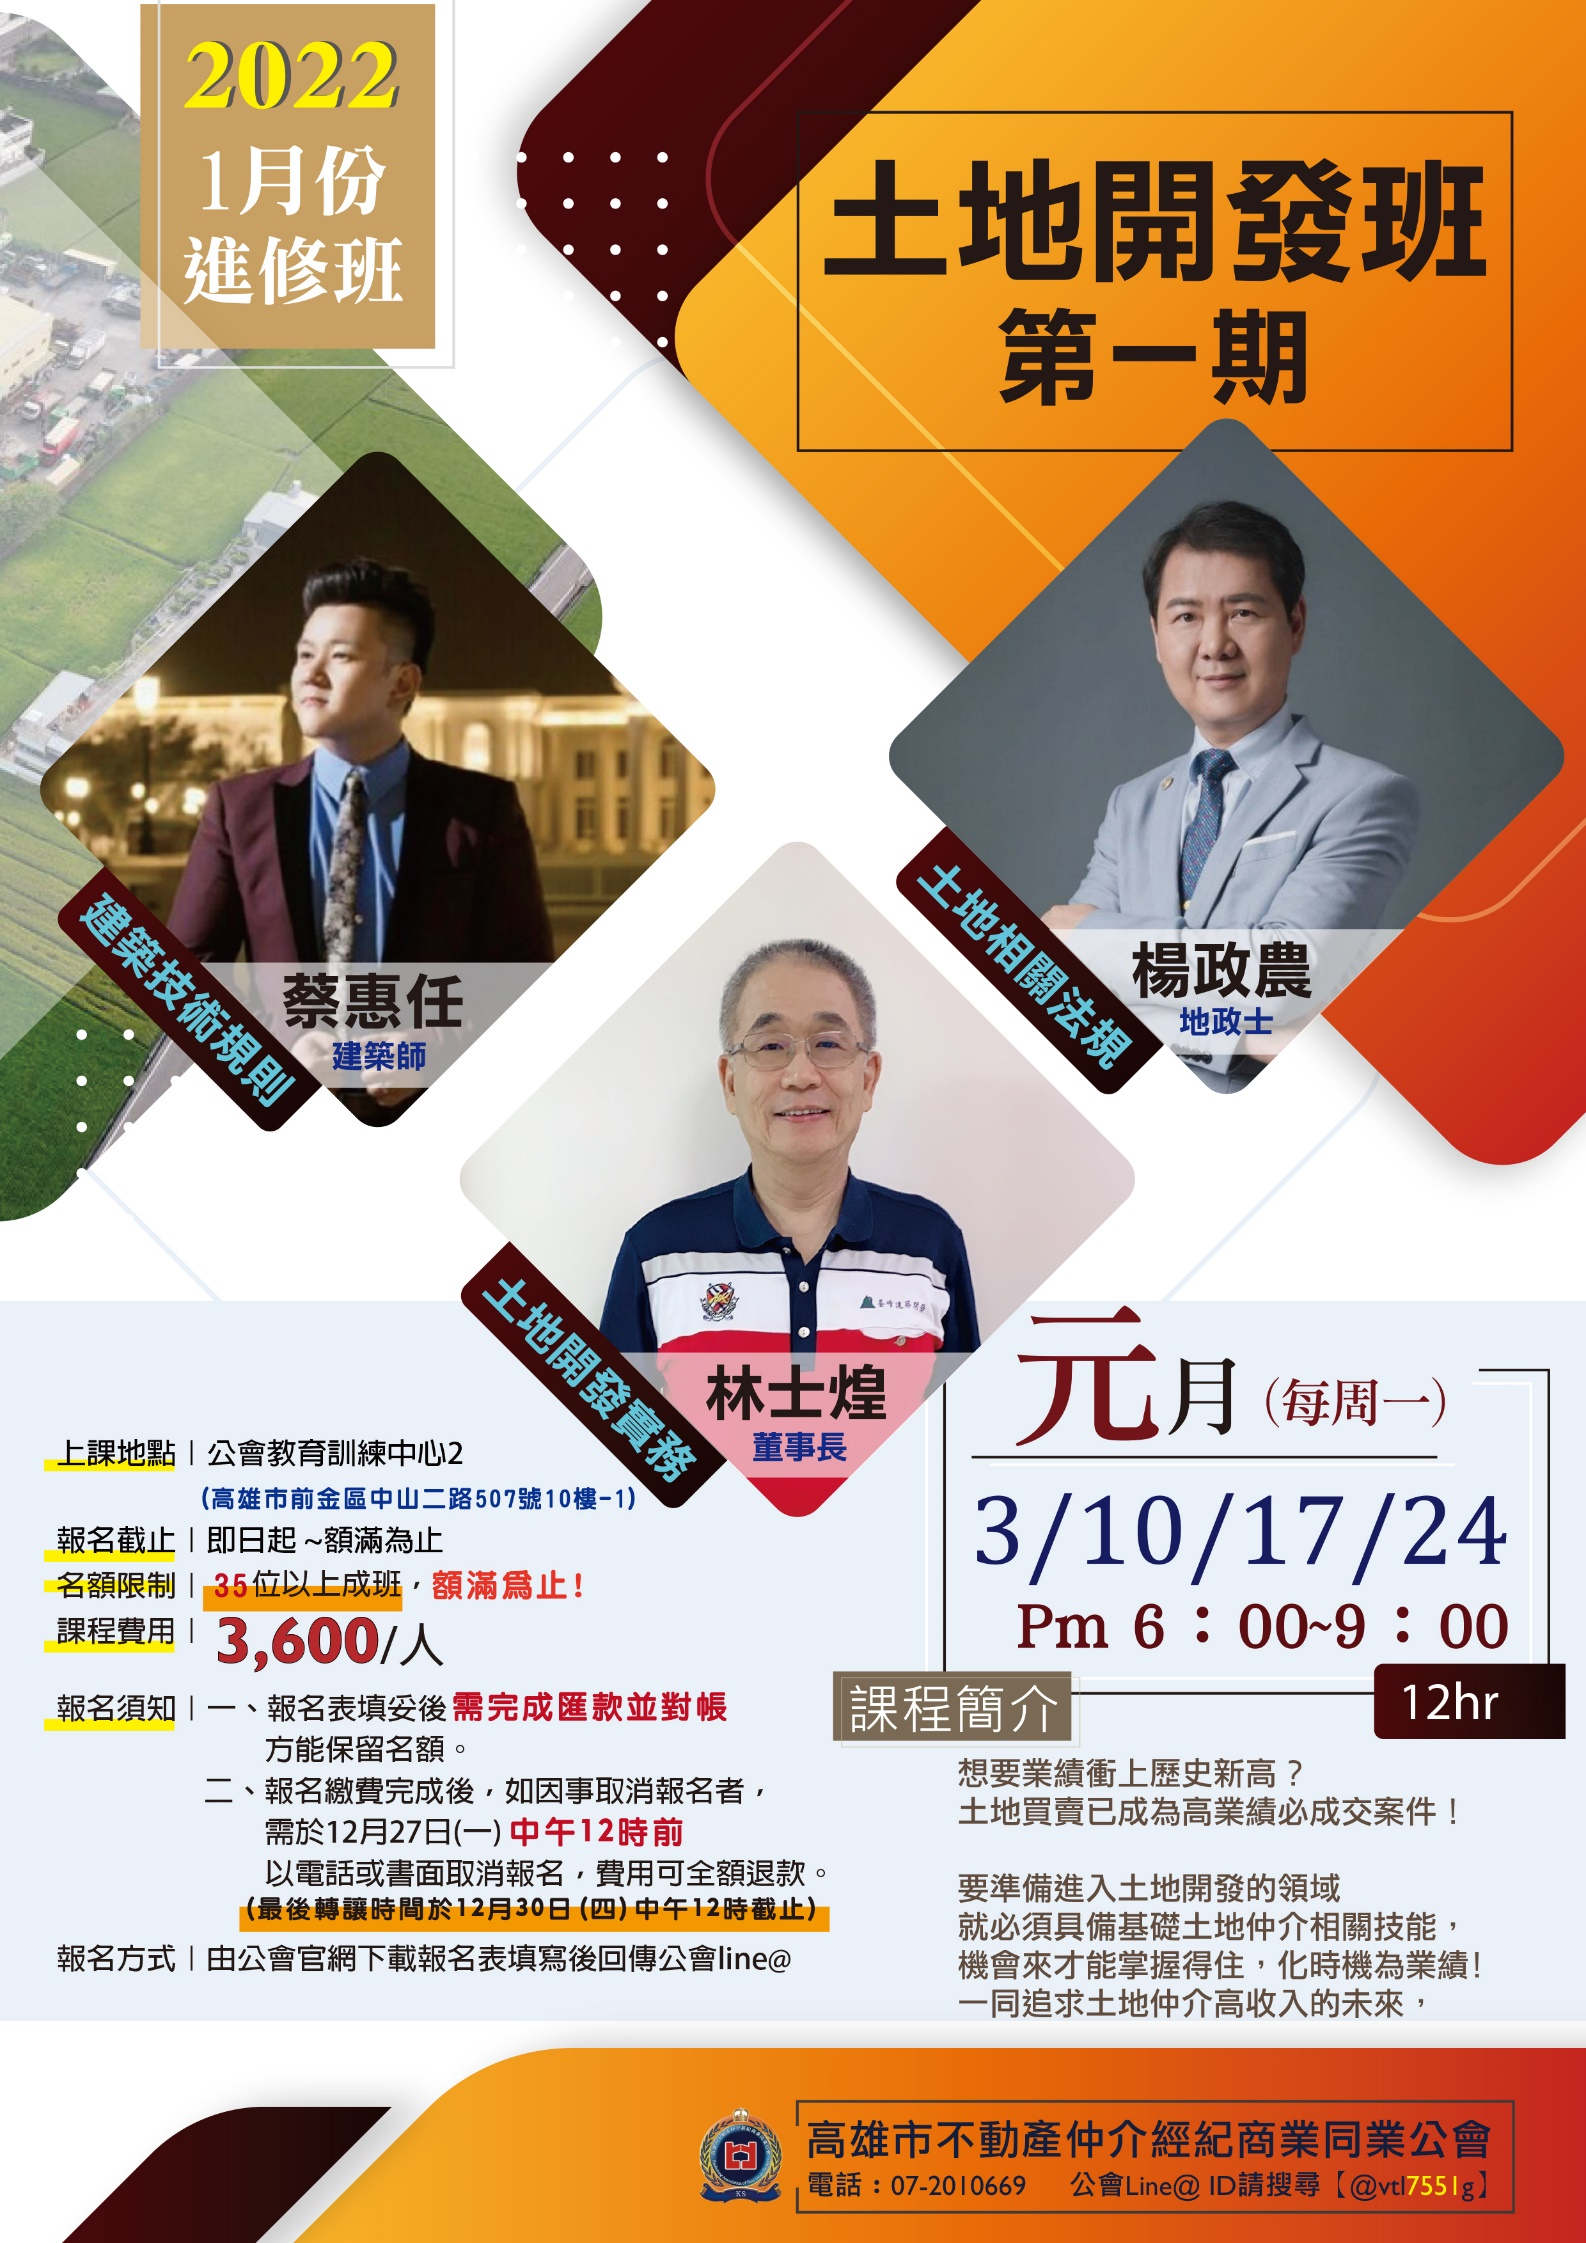 2022
1月份
進修班
土地開發班
第一期
建築技術規則
蔡惠任
建築師
土地相關法規
楊政農
地政士
土地開發實務
林士煌
董事長
上課地點 | 公會教育訓練中心2
(高雄市前金區中山二路507號10樓-1)
報名截止 | 即日起~額滿為止
名額限制 | 35位以上成班，額滿為止!
課程費用 | 3,600/人
報名須知 | 一、報名表填妥後需完成匯款並對帳
方能保留名額。
二、報名繳費完成後，如因事取消報名者，
需於12月27日(一)中午12時前
以電話或書面取消報名，費用可全額退款。
(最後轉讓時間於12月30日(四)中午12時截止)
報名方式 | 由公會官網下載報名表填寫後回傳公會line@
元月(每周一)
3/10/17/24
Pm 6：00~9：00
12hr
課程簡介
想要業績衝上歷史新高？
土地買賣已成為高業績必成交案件！
要準備進入土地開發的領域
就必須具備基礎土地仲介相關技能，
機會來才能掌握得住，化時機為業績!
一同追求土地仲介高收入的未來，
KS
高雄市不動產仲介經紀商業同業公會
電話：07-2010669 公會Line@ ID請搜尋【@vtl7551g】